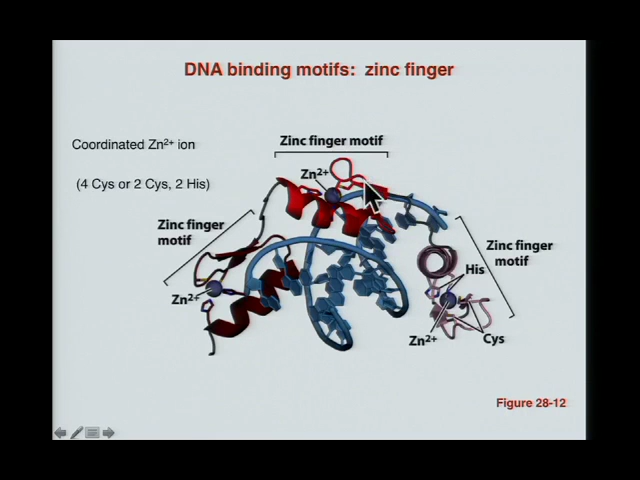 DNA binding motifs: zinc finger
Coordinated Zn2+ ion
Zinc finger motif
Zn2+
(4 Cys or 2 Cys, 2 His)
Zinc finger
motif
Zinc finger
motif
His
Zn2+
Zn2+
Cys
Figure 28-12